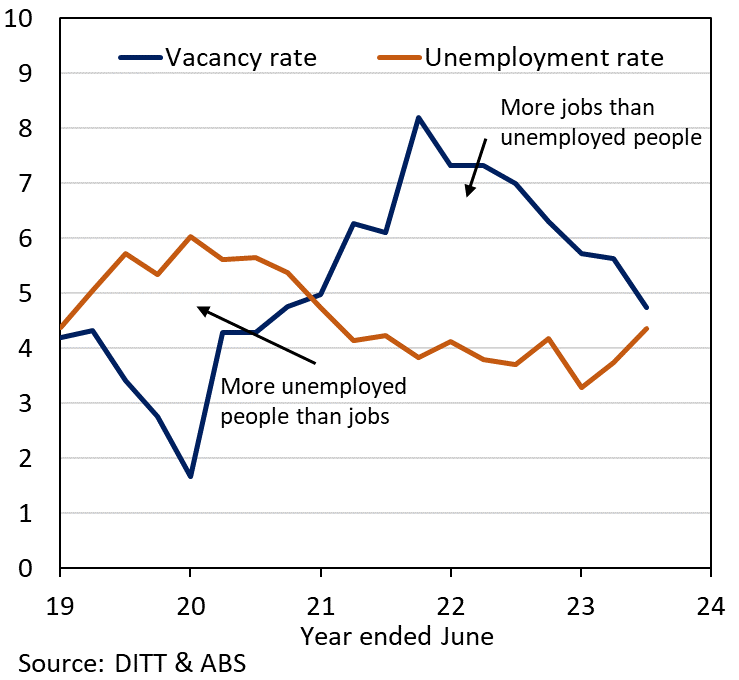 10
Vacancy rate
Unemployment rate
9
More jobs than
unemployed people
8
7
6
5
4
More unemployed
people than jobs
3
2
1
0
19 20 21 22 23 24
Year ended June
Source: DITT & ABS